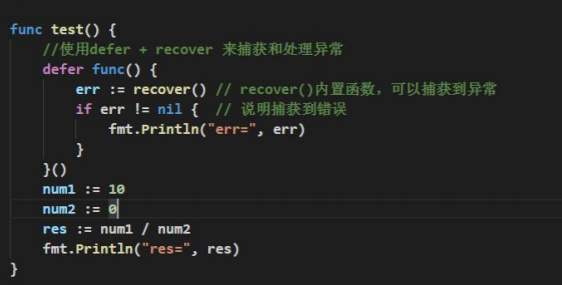 func test() {
    //使用defer + recover 来捕获和处理异常
    defer func() {
        err := recover() // recover()内置函数，可以捕获到异常
        if err != nil {  // 说明捕获到错误
            fmt.Println("err=", err)
        }
    }()
    num1 := 10
    num2 := 0
    res := num1 / num2
    fmt.Println("res=", res)
}